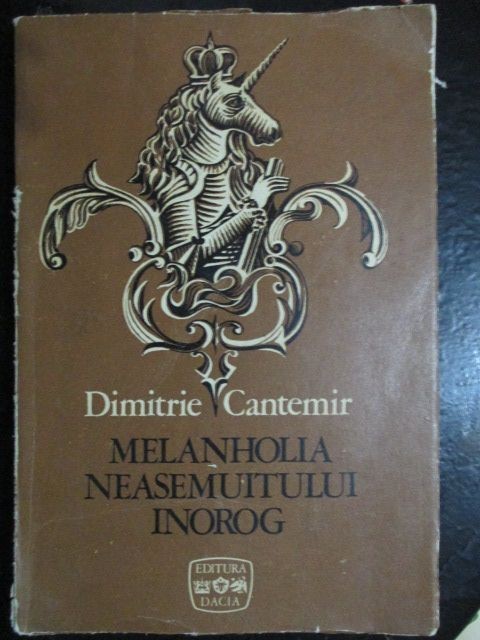 Dimitrie Cantemir
MELANHOLIA
NEASEMUITULUI
INOROG
EDITURA
DACIA